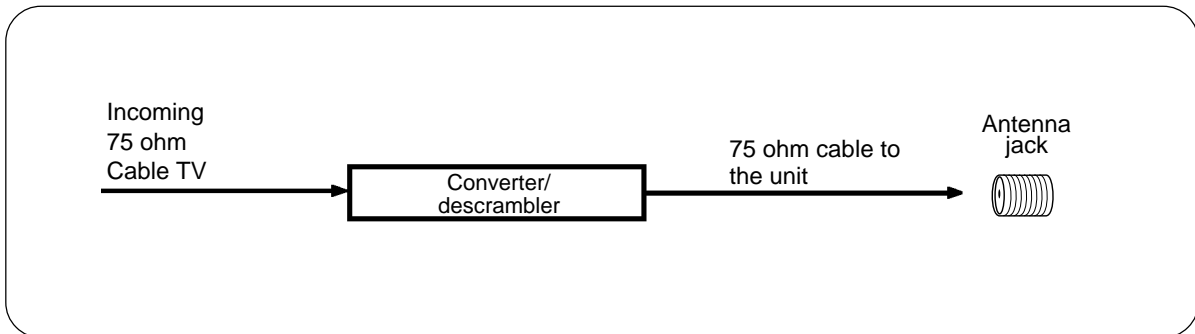 Incoming
75 ohm
Cable TV
Converter/
descrambler
75 ohm cable to
the unit
Antenna
jack